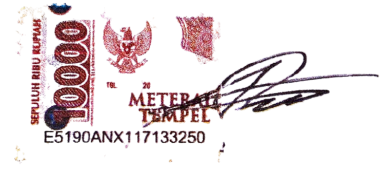 SEPULUH RIBU RUPIAH
10000
TGL. 20
METERAI
TEMPEL
E5190ANX117133250